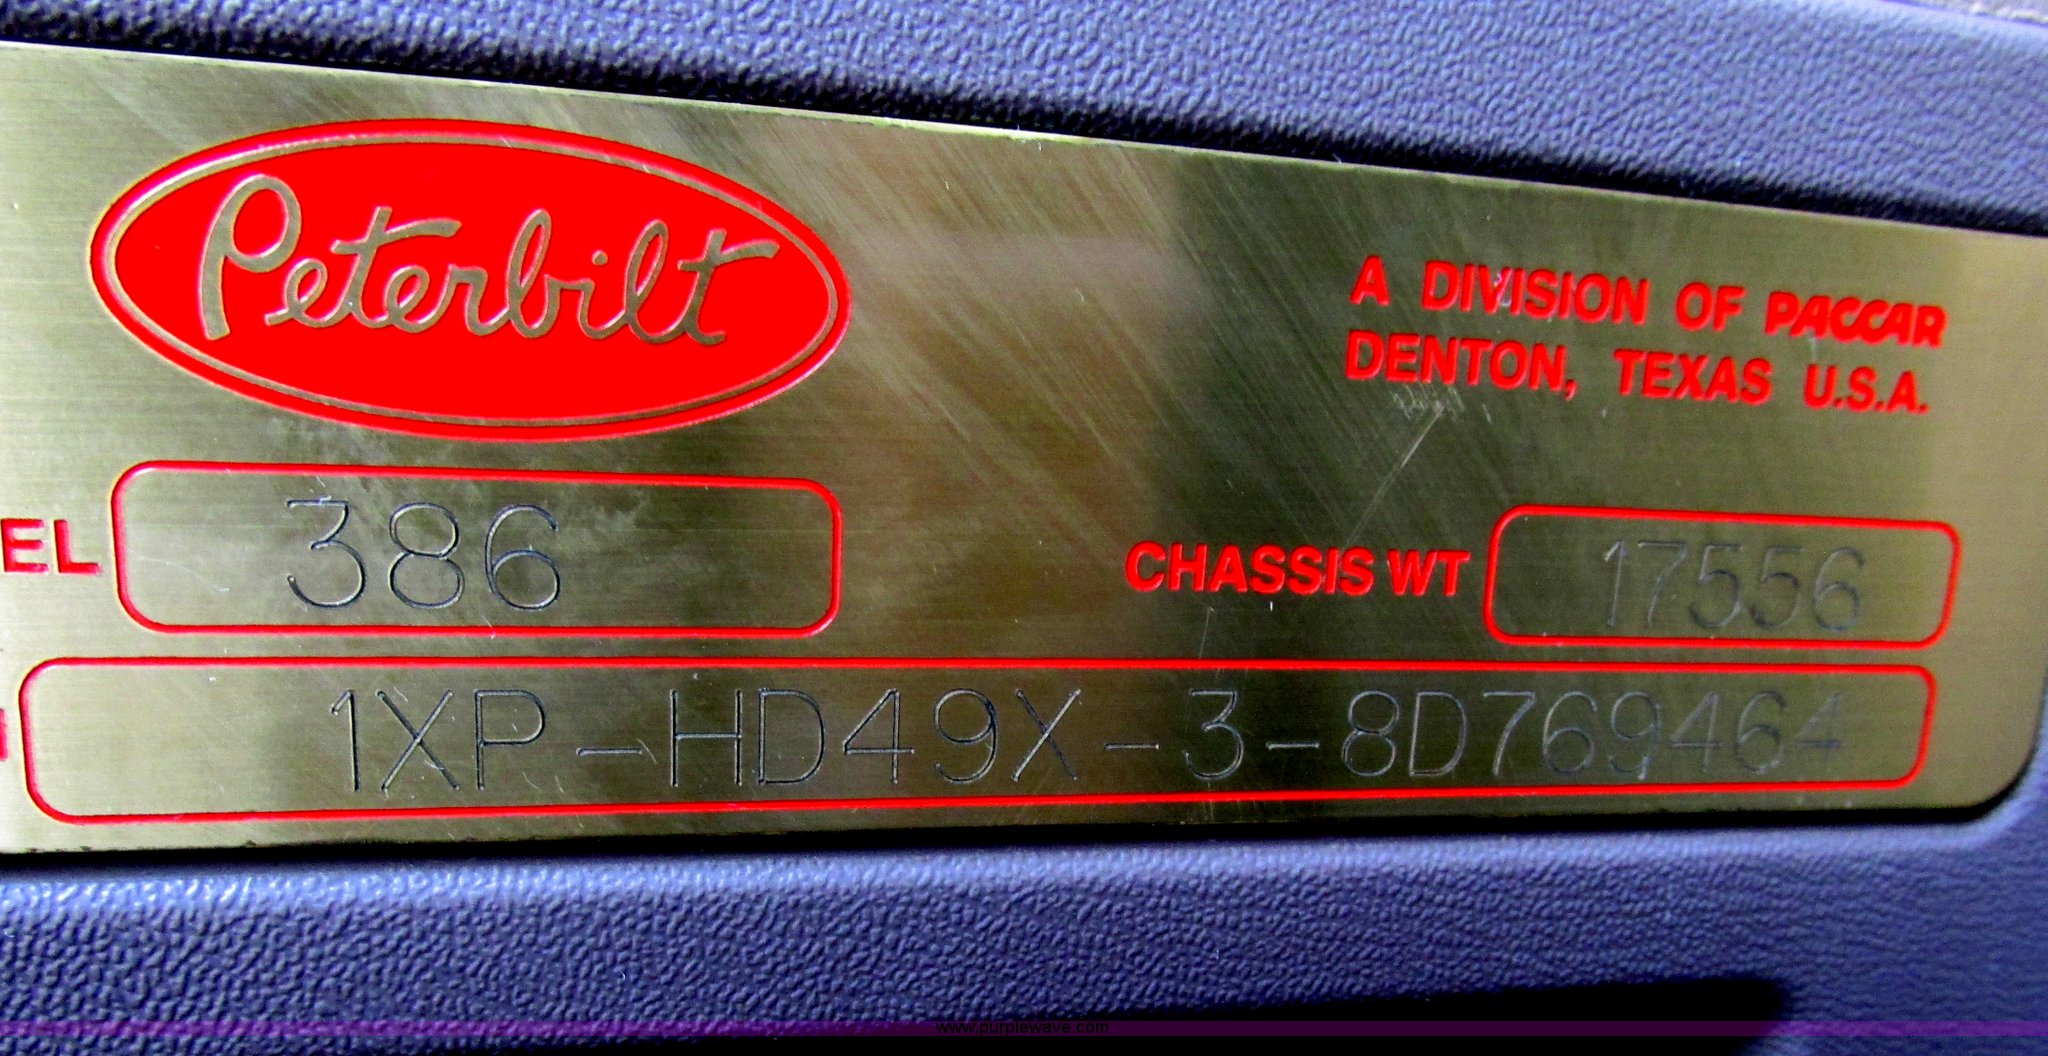 Peterbilt
A DIVISION OF PACCAR
DENTON, TEXAS U.S.A.
EL 386
CHASSIS WT 17556
1XP-HD49X-3-8D769464
www.purplewave.com